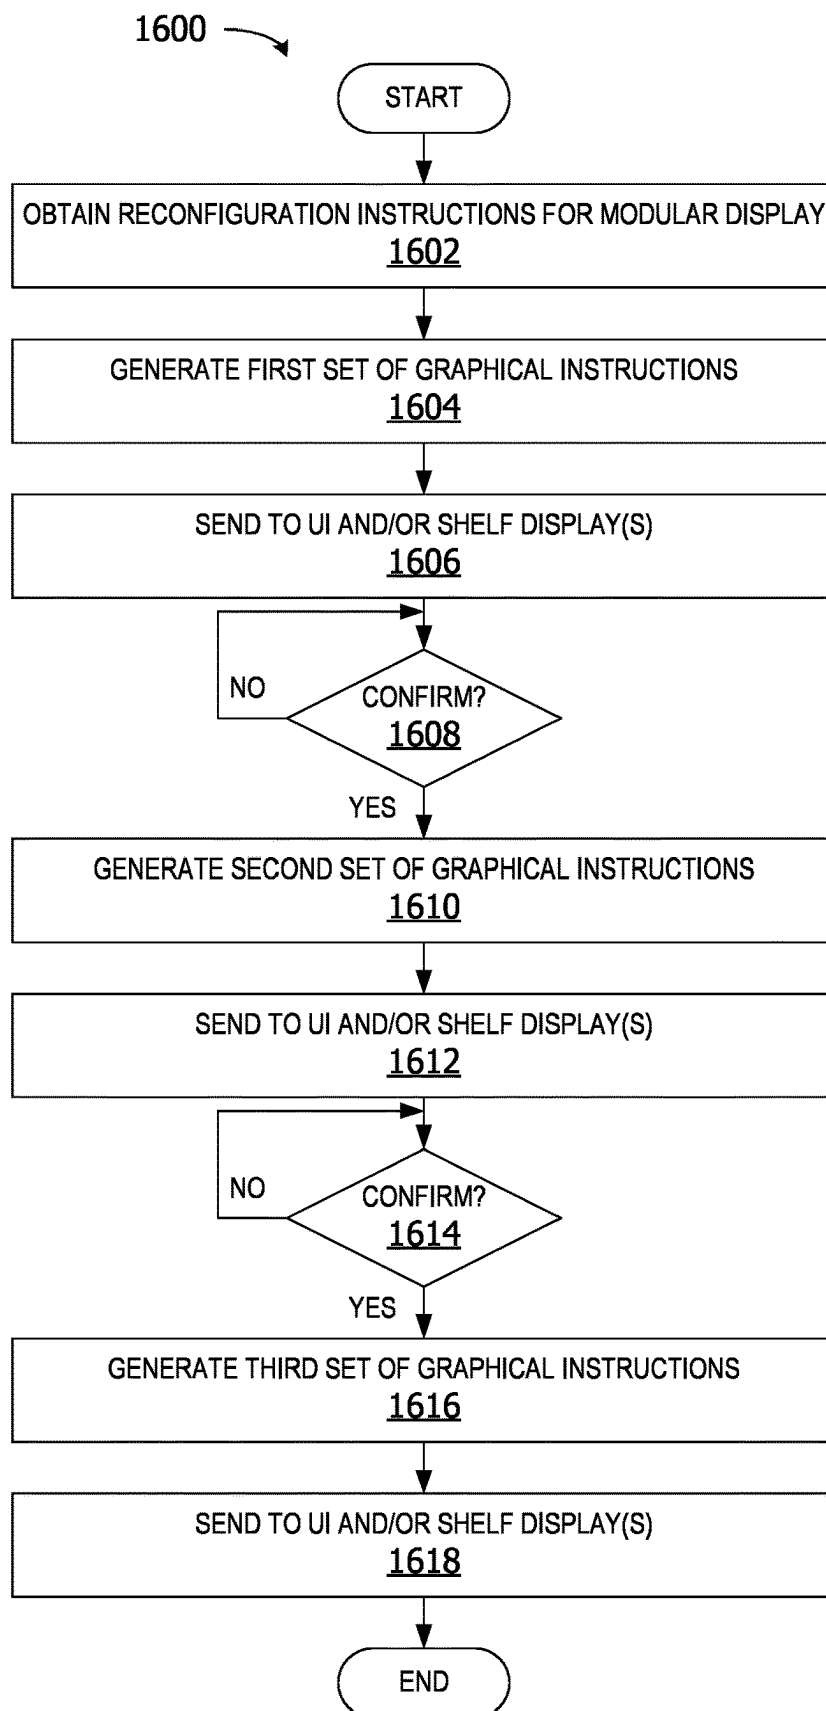 1600
START
OBTAIN RECONFIGURATION INSTRUCTIONS FOR MODULAR DISPLAY
1602
GENERATE FIRST SET OF GRAPHICAL INSTRUCTIONS
1604
SEND TO UI AND/OR SHELF DISPLAY(S)
1606
NO
CONFIRM?
1608
YES
GENERATE SECOND SET OF GRAPHICAL INSTRUCTIONS
1610
SEND TO UI AND/OR SHELF DISPLAY(S)
1612
NO
CONFIRM?
1614
YES
GENERATE THIRD SET OF GRAPHICAL INSTRUCTIONS
1616
SEND TO UI AND/OR SHELF DISPLAY(S)
1618
END